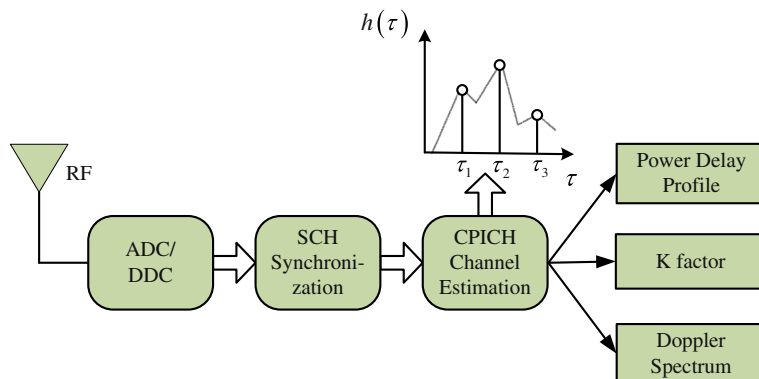 h(τ)
τ₁ τ₂ τ₃ τ
RF
ADC/
DDC
SCH
Synchroni-
zation
CPICH
Channel
Estimation
Power Delay
Profile
K factor
Doppler
Spectrum